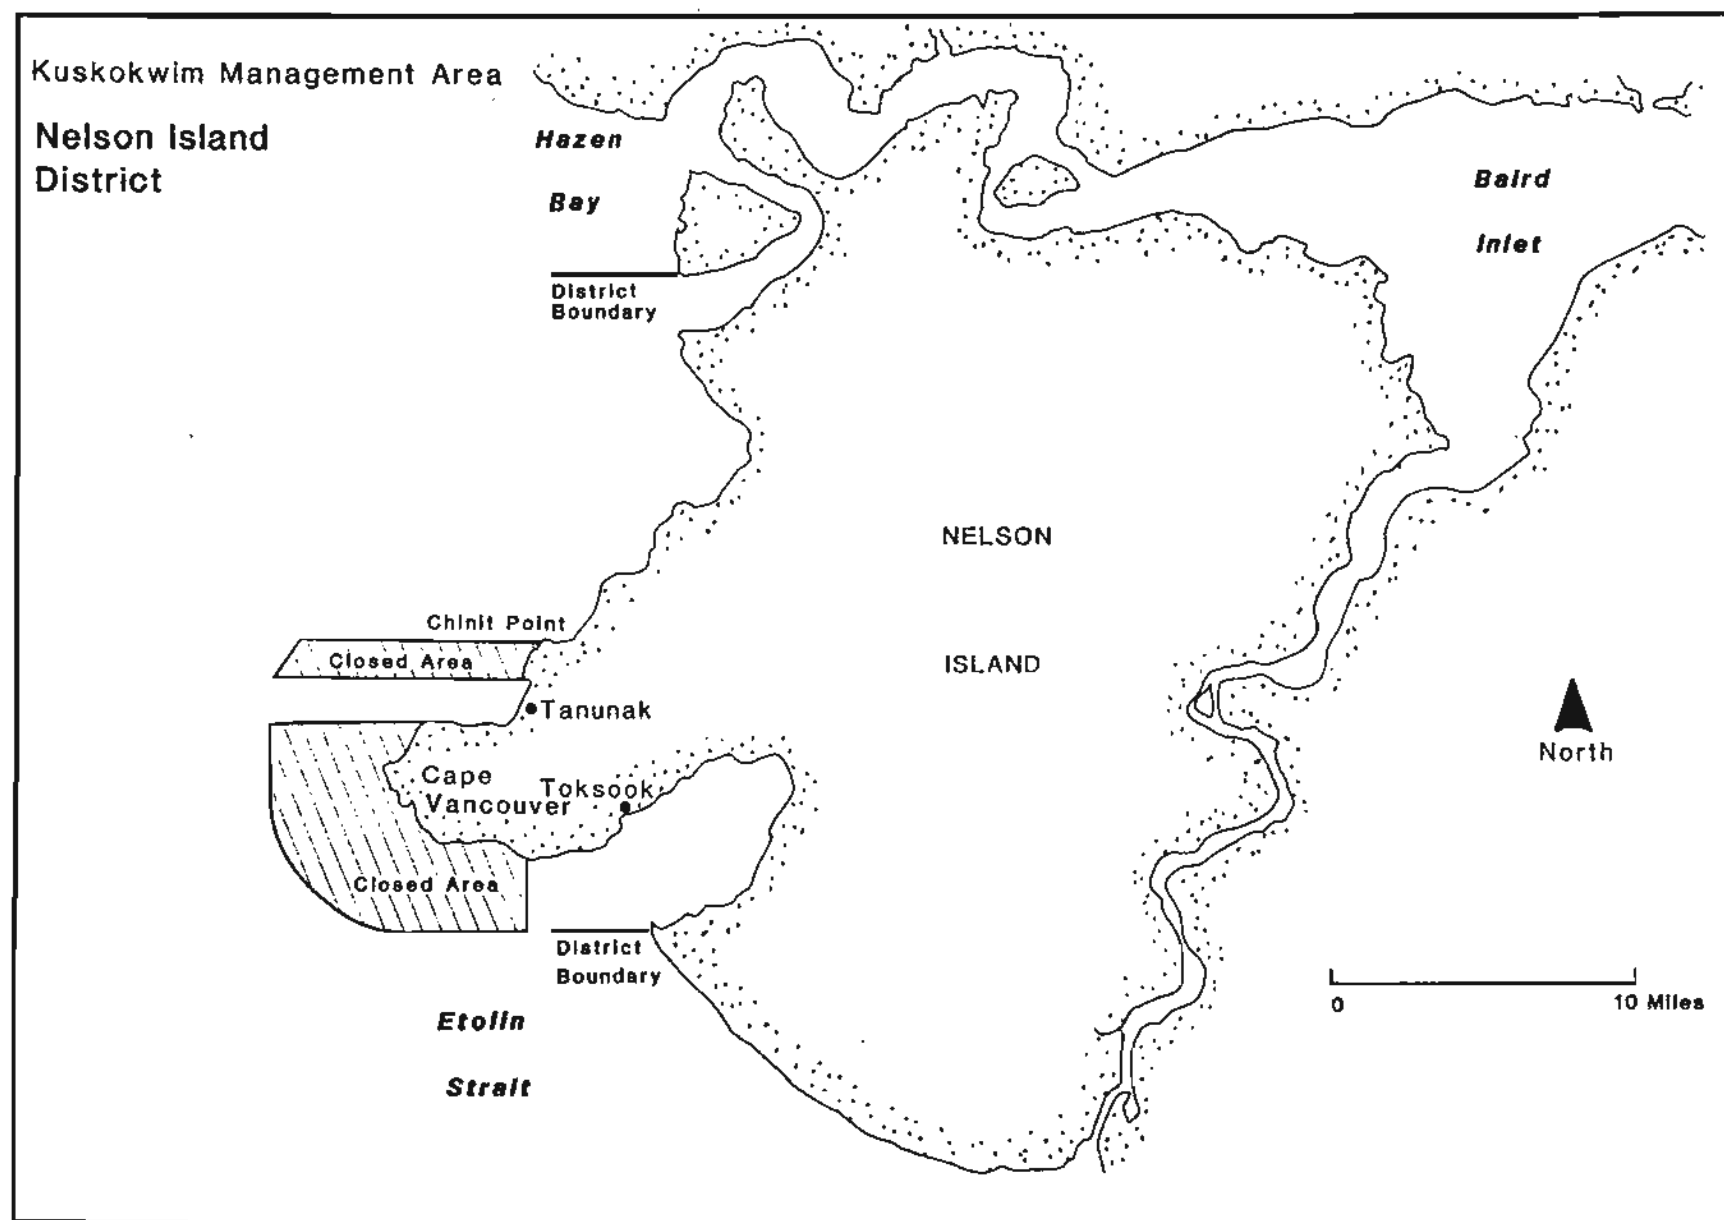 Kuskokwim Management Area
Nelson Island
District
Hazen
Bay
Baird
Inlet
District
Boundary
NELSON
ISLAND
Chinit Point
Closed Area
Tanunak
Cape
Vancouver
Toksook
North
Closed Area
District
Boundary
0 10 Miles
Etolin
Strait